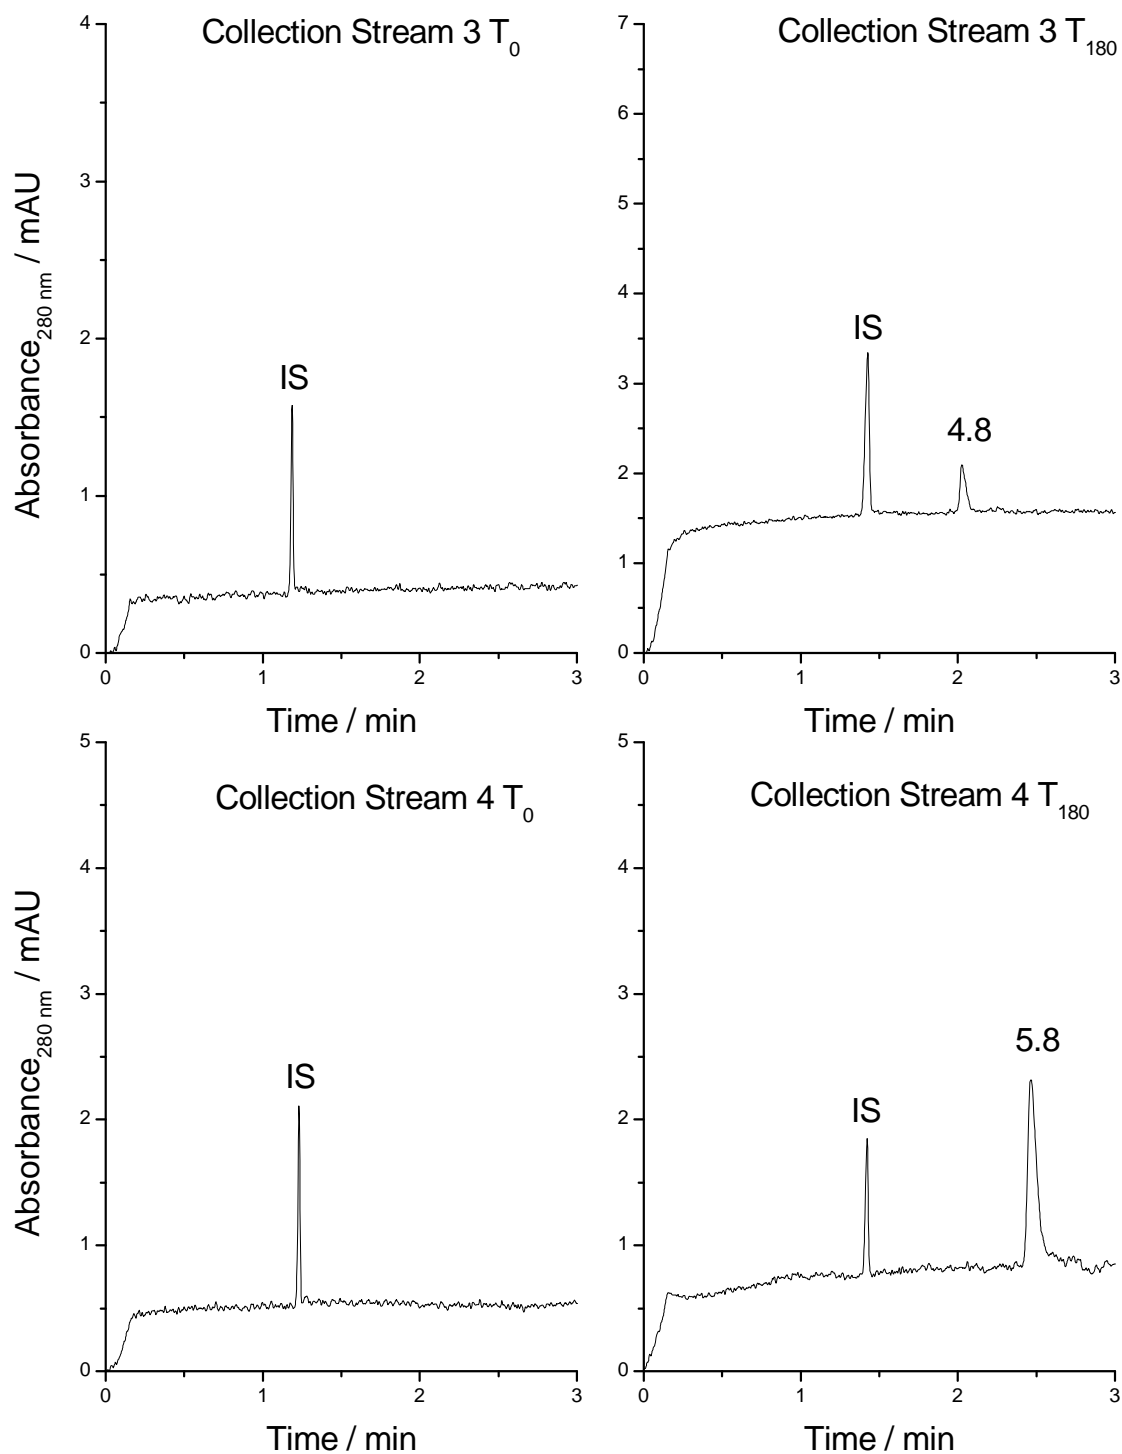 Collection Stream 3 T0
4
3
2
1
0
Absorbance280 nm / mAU
IS
0 1 2 3
Time / min
Collection Stream 3 T180
7
6
5
4
3
2
1
0
IS
4.8
0 1 2 3
Time / min
Collection Stream 4 T0
5
4
3
2
1
0
Absorbance280 nm / mAU
IS
0 1 2 3
Time / min
Collection Stream 4 T180
5
4
3
2
1
0
IS
5.8
0 1 2 3
Time / min